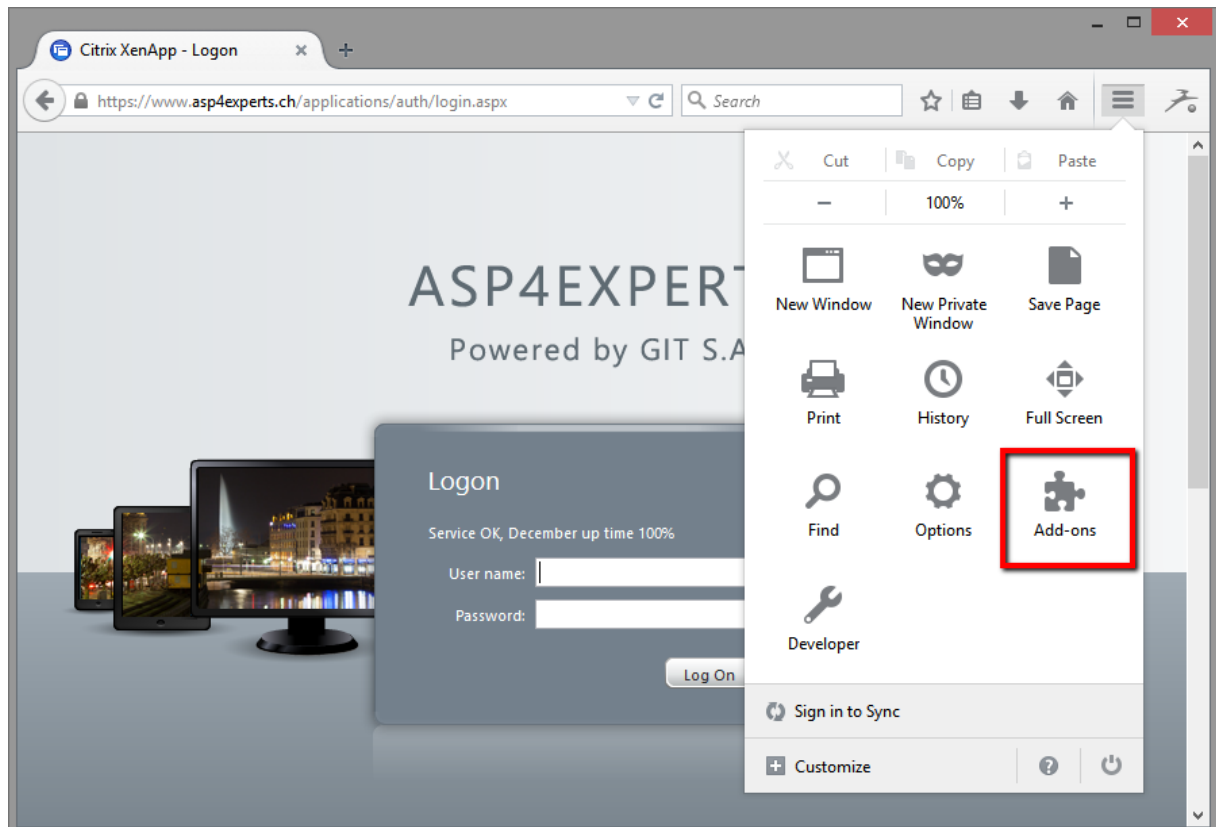 Citrix XenApp - Logon
https://www.asp4experts.ch/applications/auth/login.aspx
Search
Cut Copy Paste
100%
New Window New Private Window Save Page
ASP4EXPERT
Powered by GIT S.A
Print History Full Screen
Logon
Find Options Add-ons
Service OK, December up time 100%
User name:
Password:
Developer
Log On
Sign in to Sync
Customize